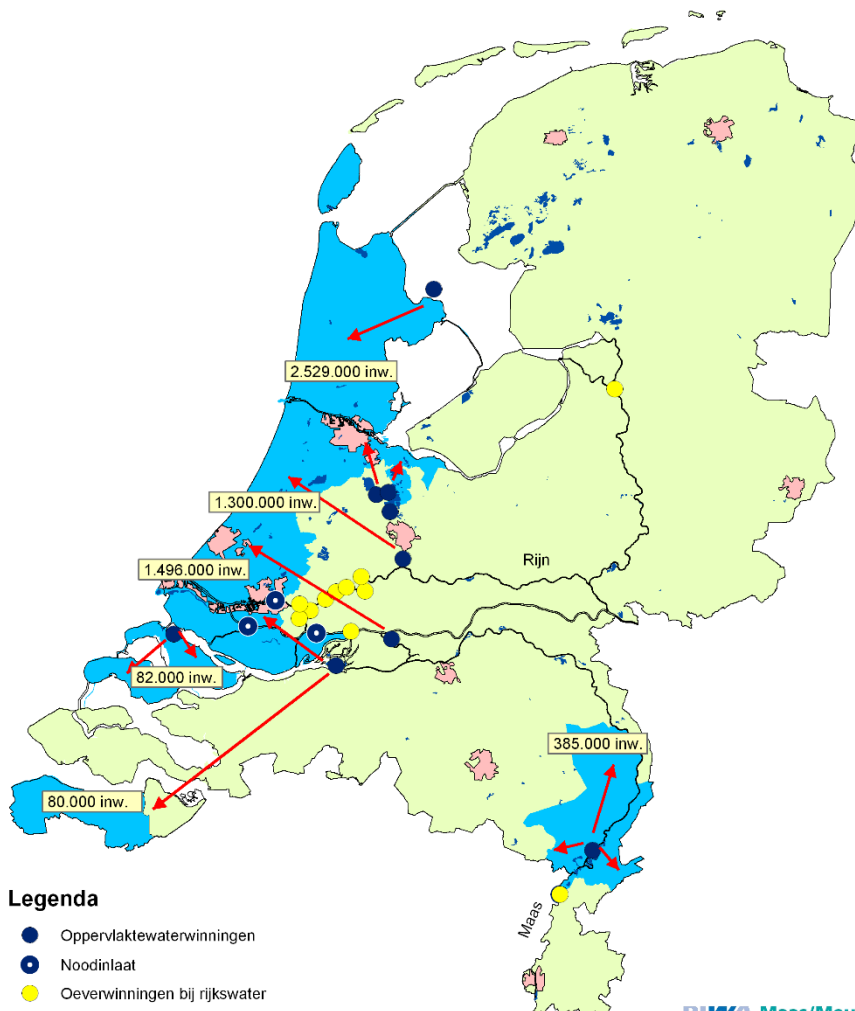 2.529.000 inw.
1.300.000 inw.
Rijn
1.496.000 inw.
82.000 inw.
385.000 inw.
80.000 inw.
Maas
Legenda
Oppervlaktewaterwinningen
Noodinlaat
Oeverwinningen bij rijkswater